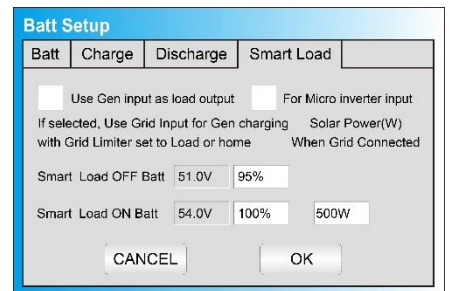 Batt Setup
Batt Charge Discharge Smart Load
Use Gen input as load output For Micro inverter input
If selected, Use Grid Input for Gen charging Solar Power(W)
with Grid Limiter set to Load or home When Grid Connected
Smart Load OFF Batt 51.0V 95%
Smart Load ON Batt 54.0V 100% 500W
CANCEL OK